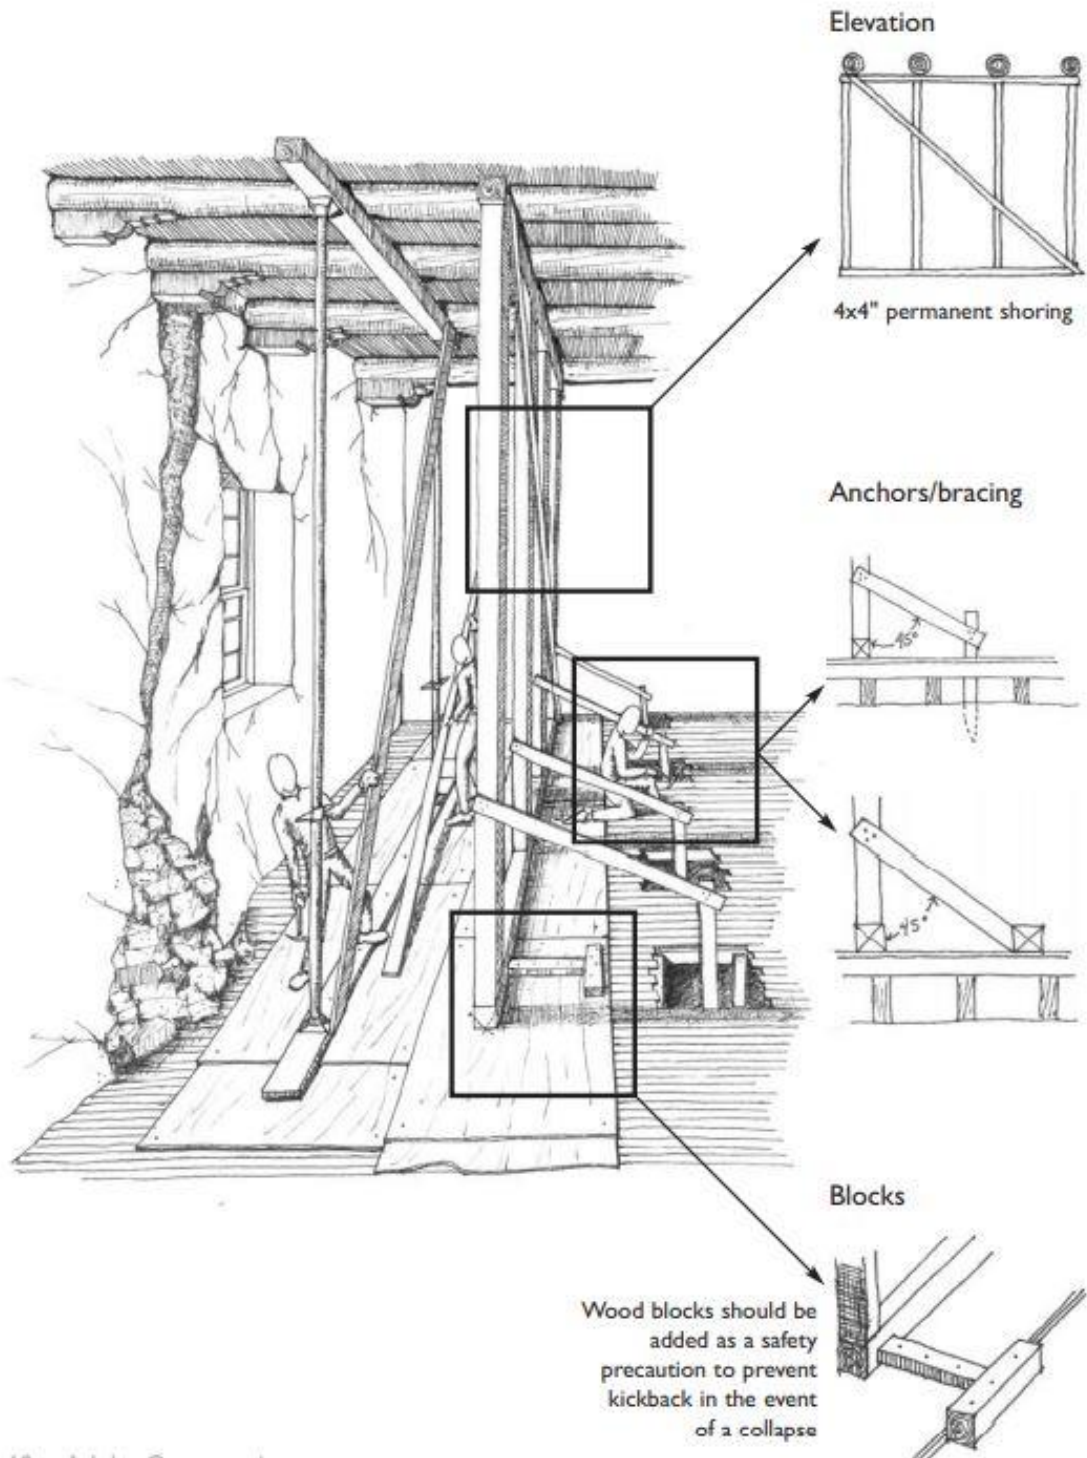 Elevation
4x4" permanent shoring
Anchors/bracing
45°
45°
Blocks
Wood blocks should be
added as a safety
precaution to prevent
kickback in the event
of a collapse